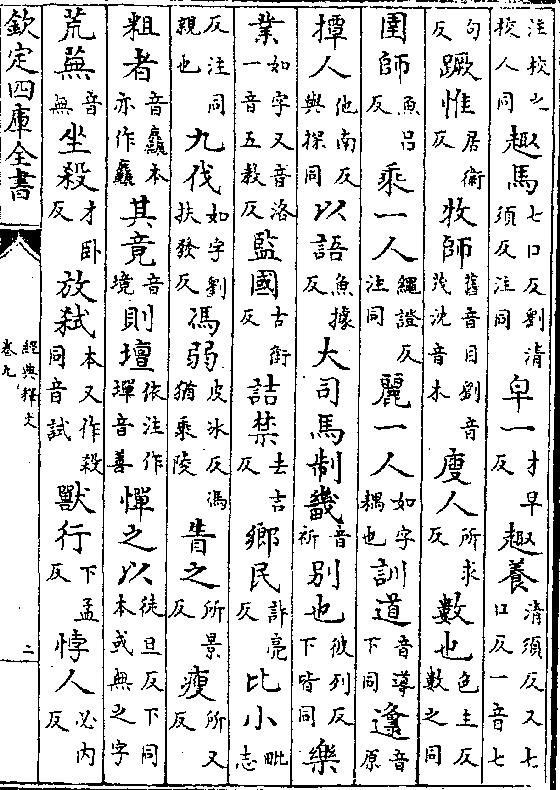 注校之校人同趣馬七口反劉清須反注同皁一才早反趣養清須反又七口反一音七
句反蹶惟居衛反牧師舊音目劉音茂沈音木廋人所求反數也色主反數之同
圉師魚呂反乘一人繩證反注同麗一人如字耦也訓道音導下同邍音原
撢人他南反與探同以語魚據反大司馬制畿音祈别也彼列反下皆同樂
業如字又音洛一音五教反監國古銜反詰禁去吉反鄉民許亮反比小毗志
反注同親也九伐如字劉扶發反馮弱皮冰反馮猶乘陵眚之所景反瘦所又反
粗者音麤本亦作麤其竟音境則壇依注作墠音善憚之以徒旦反下同本或無之字
荒蕪音無坐殺才卧反放弑本又作殺同音試獸行下孟反悖人必内反
欽定四庫全書
經典釋文
卷九
二